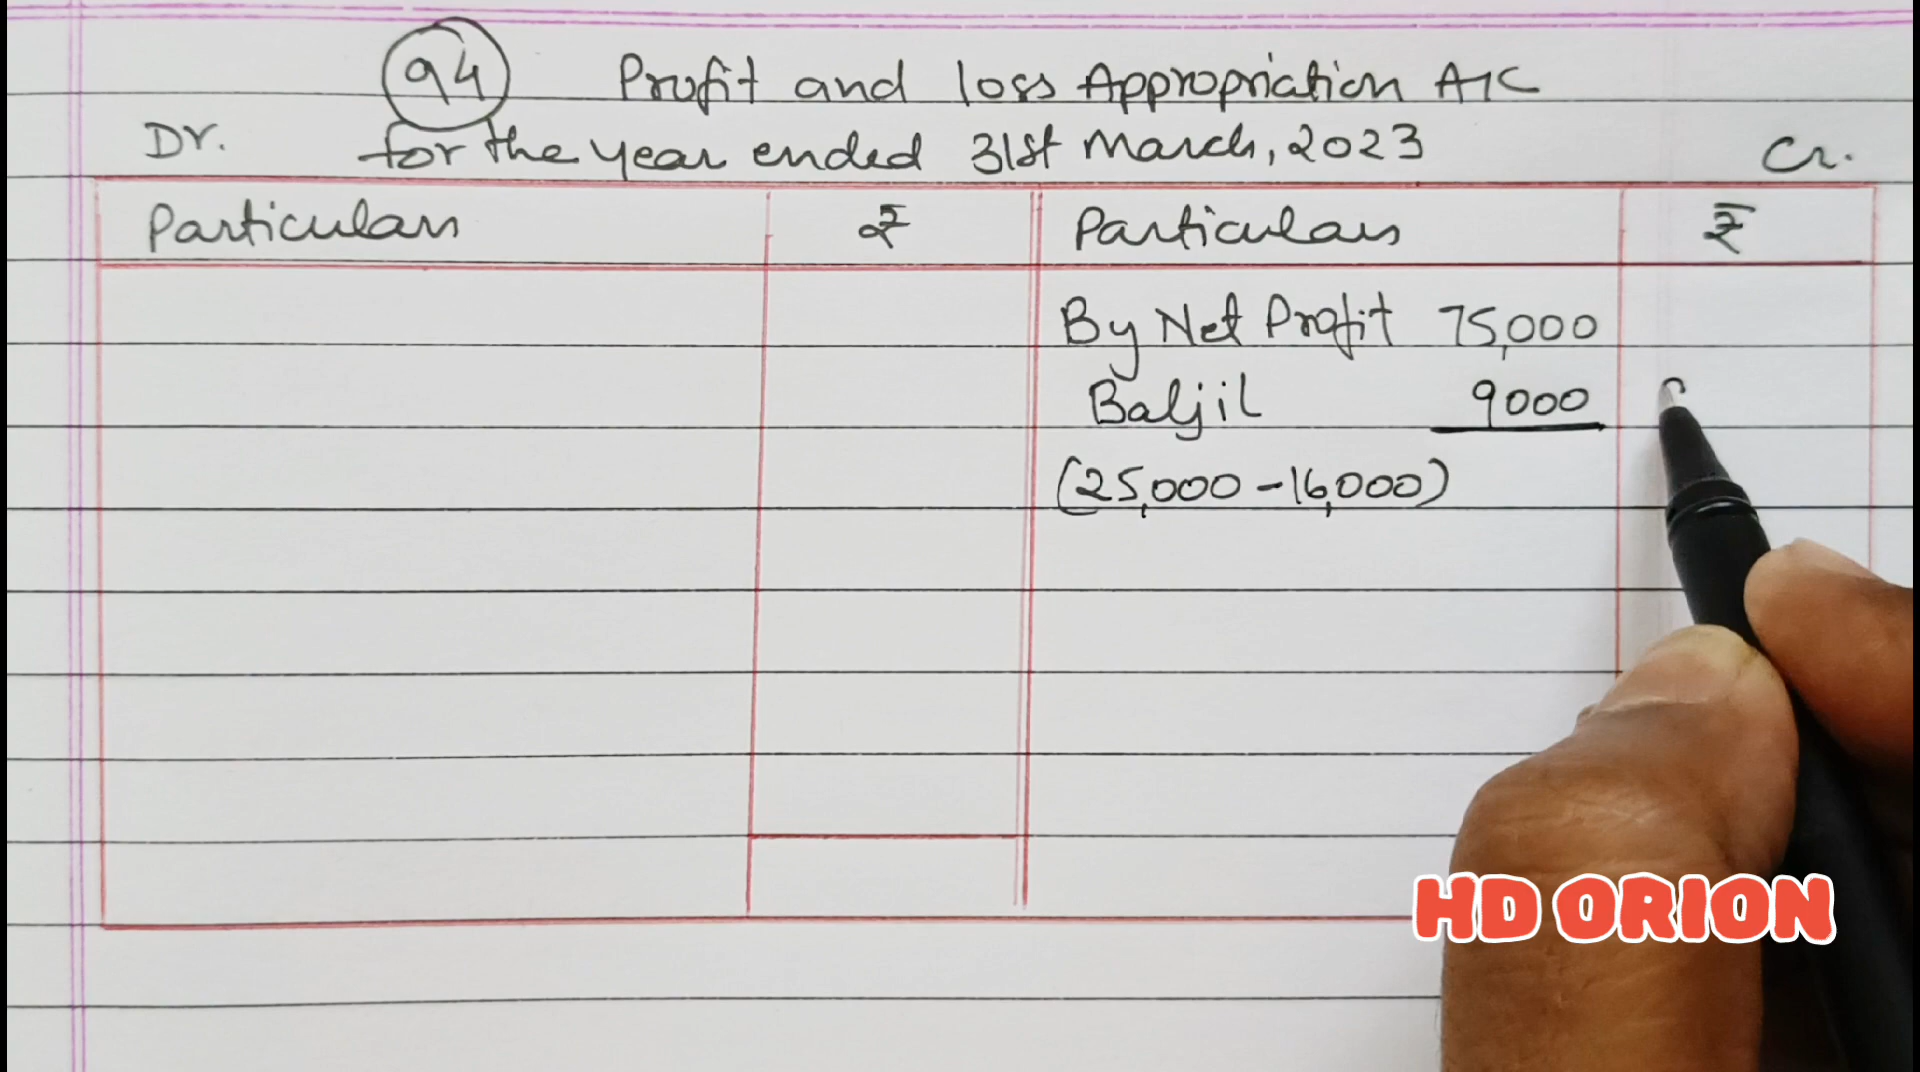 94 Profit and loss Appropriation A/C
Dr. for the year ended 31st March, 2023 Cr.
Particulars ₹ Particulars ₹
By Net Profit 75,000
Baljit 9000
(25,000 - 16,000)
HD ORION